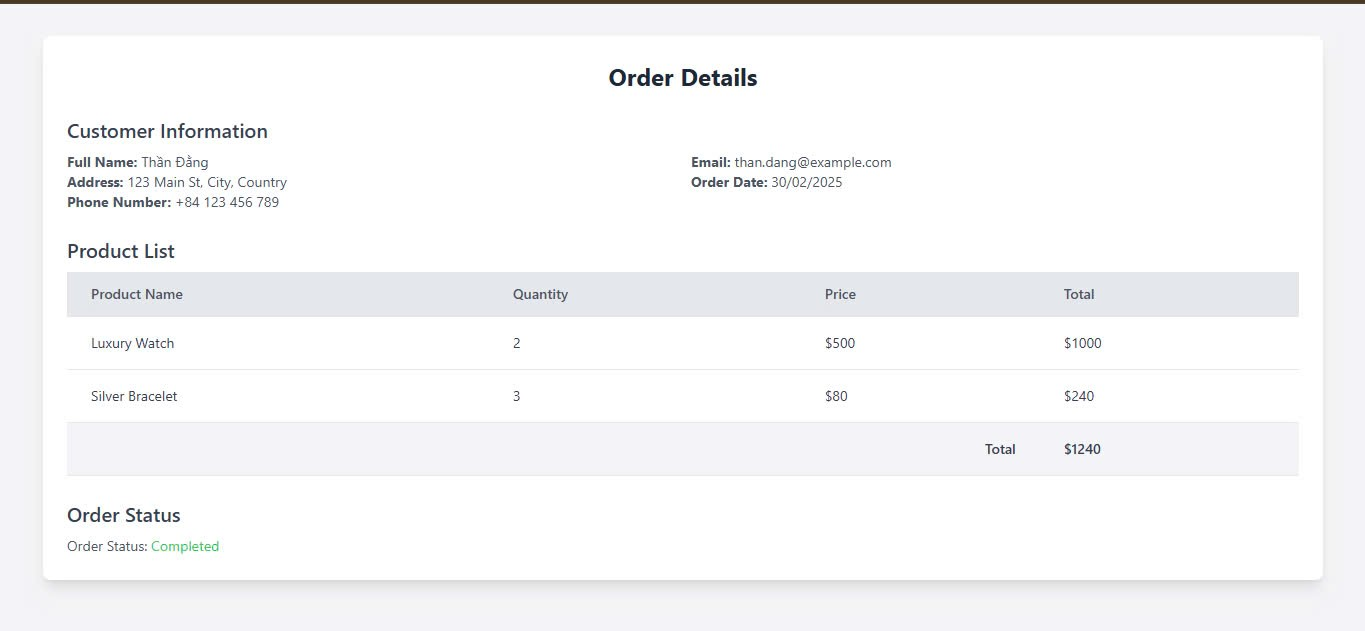 Order Details
Customer Information
Full Name: Thần Đằng
Email: than.dang@example.com
Address: 123 Main St, City, Country
Order Date: 30/02/2025
Phone Number: +84 123 456 789
Product List
Product Name Quantity Price Total
Luxury Watch 2 $500 $1000
Silver Bracelet 3 $80 $240
Total $1240
Order Status
Order Status: Completed